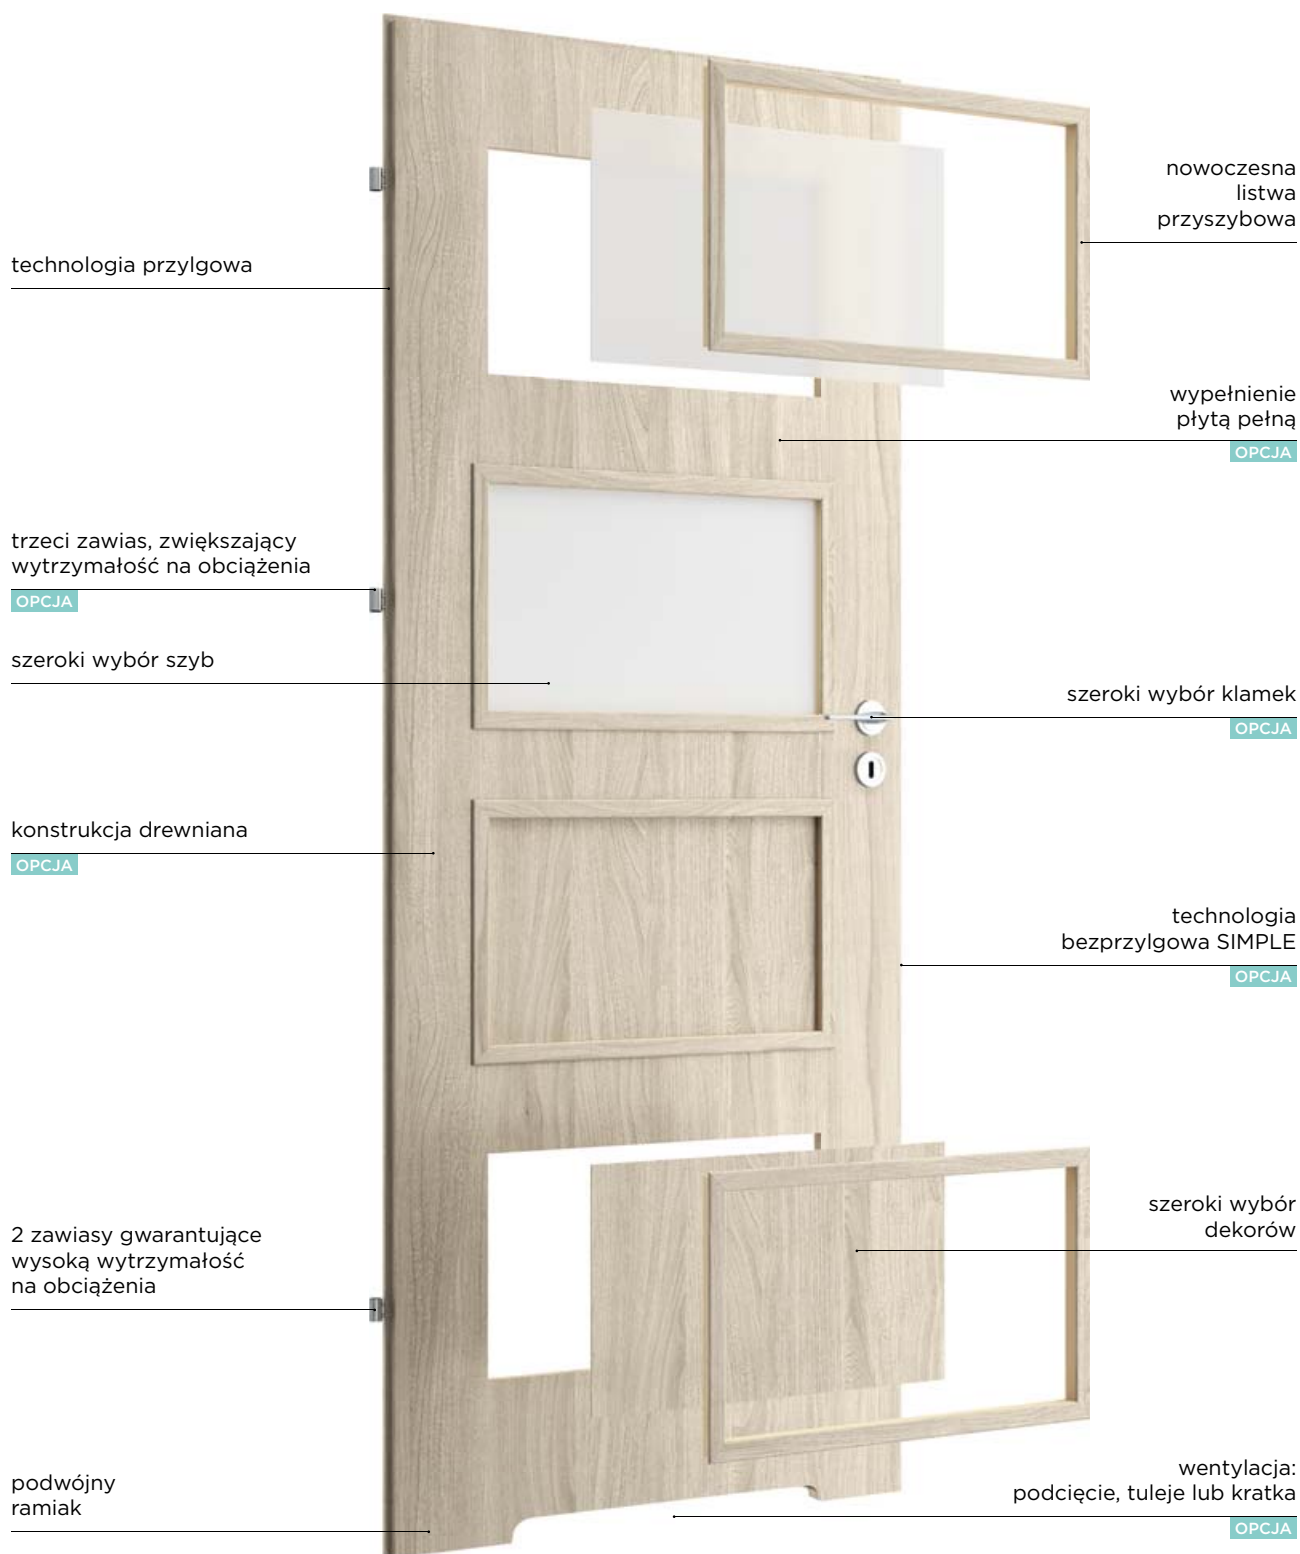 nowoczesna
listwa
przyszybowa
technologia przylgowa
wypełnienie
płytą pełną
OPCJA
trzeci zawias, zwiększający
wytrzymałość na obciążenia
OPCJA
szeroki wybór szyb
szeroki wybór klamek
OPCJA
konstrukcja drewniana
OPCJA
technologia
bezprzylgowa SIMPLE
OPCJA
szeroki wybór
dekorów
2 zawiasy gwarantujące
wysoką wytrzymałość
na obciążenia
wentylacja:
podcięcie, tuleje lub kratka
OPCJA
podwójny
ramiak